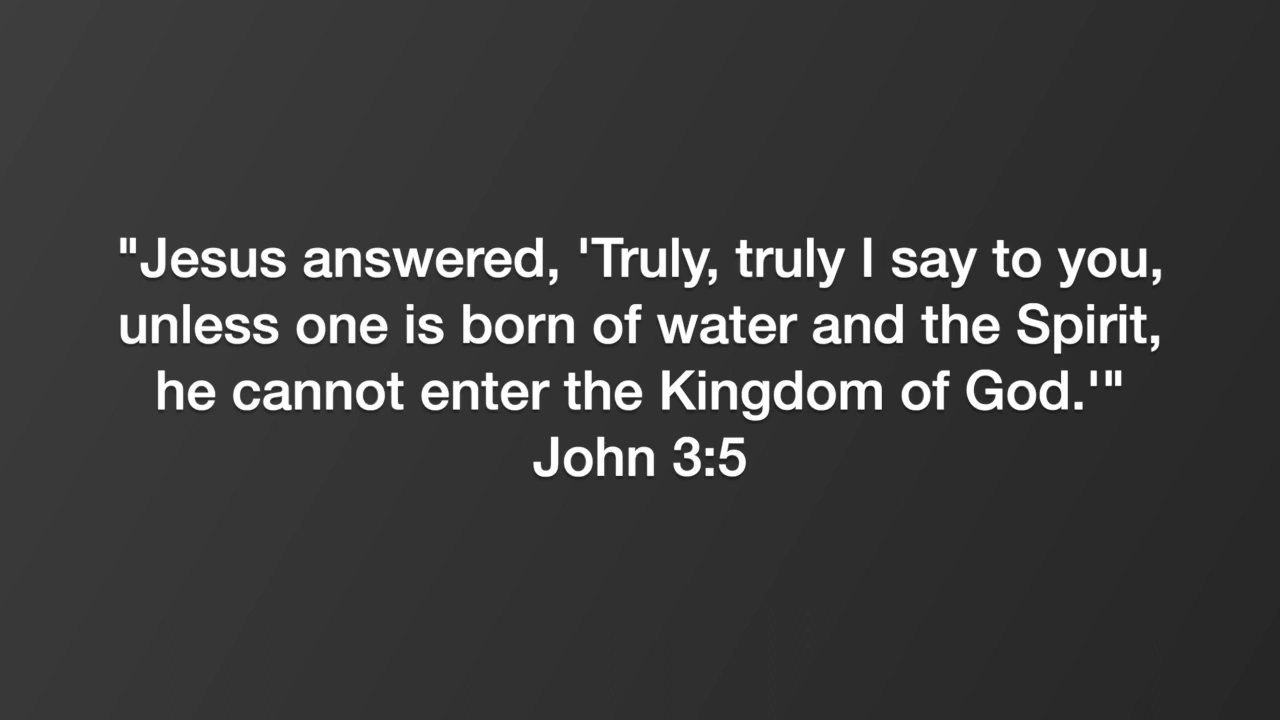 "Jesus answered, 'Truly, truly I say to you,
unless one is born of water and the Spirit,
he cannot enter the Kingdom of God.'"
John 3:5